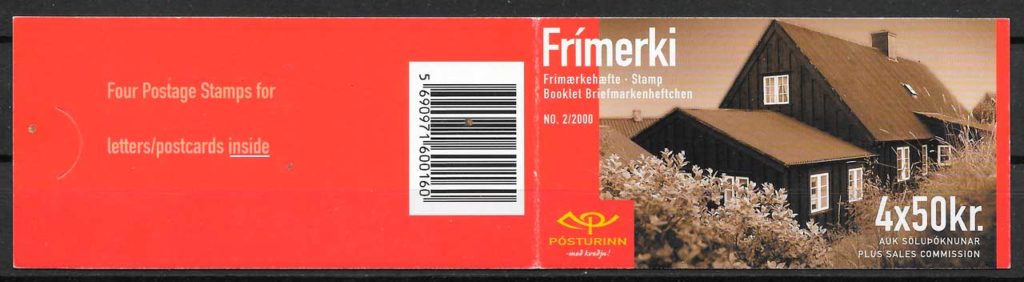 Four Postage Stamps for
letters/postcards inside
5 690971 600160
Frímerki
Frimærkehæfte · Stamp
Booklet Briefmarkenheftchen
NO. 2/2000
PÓSTURINN
-með kveðju!
4x50kr.
AUK SÖLUÞÓKNUNAR
PLUS SALES COMMISSION